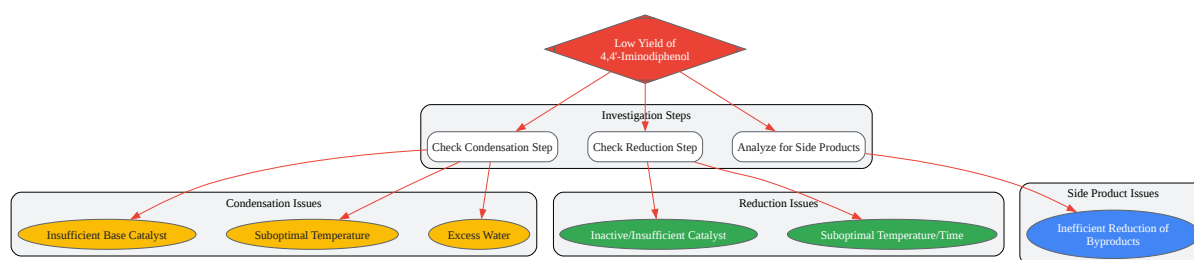 Low Yield of
4,4'-Iminodiphenol
Investigation Steps
Check Condensation Step
Check Reduction Step
Analyze for Side Products
Condensation Issues
Reduction Issues
Side Product Issues
Insufficient Base Catalyst
Suboptimal Temperature
Excess Water
Inactive/Insufficient Catalyst
Suboptimal Temperature/Time
Inefficient Reduction of
Byproducts